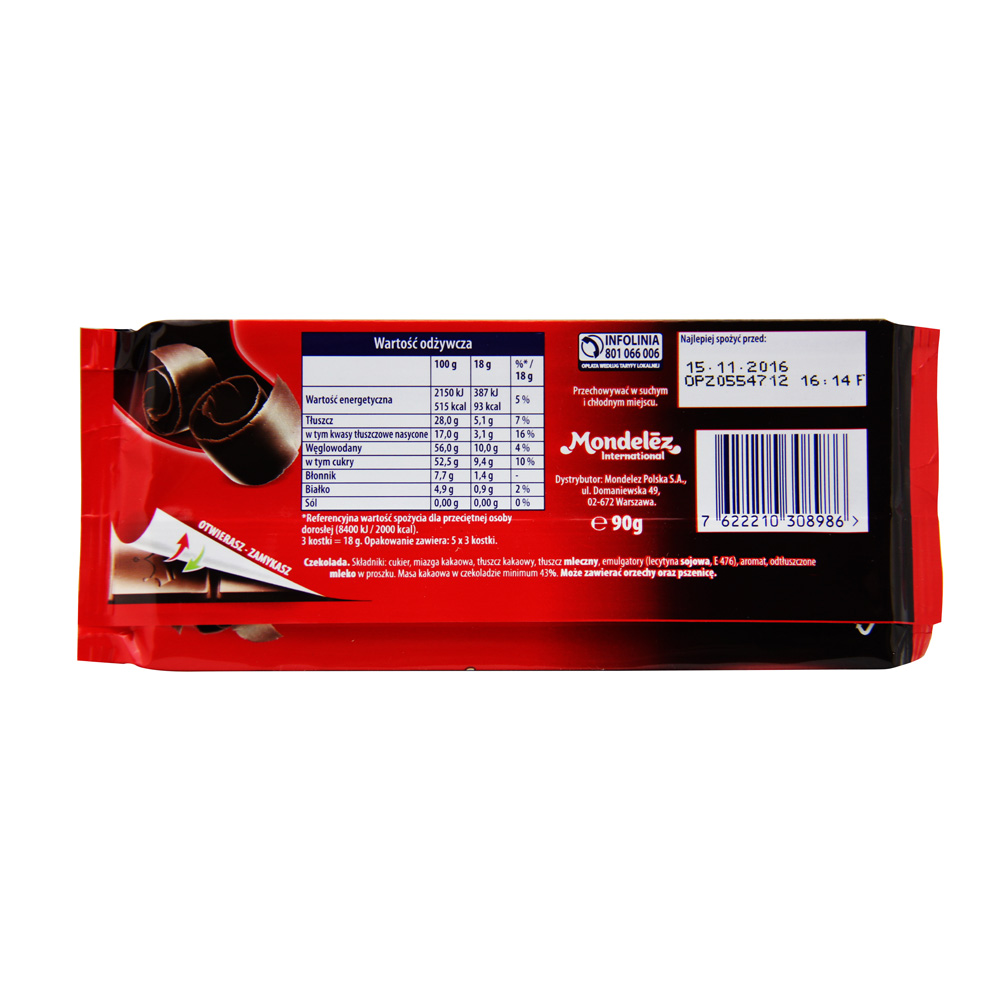 Wartość odżywcza
100 g 18 g %* /
18 g
Wartość energetyczna 2150 kJ 387 kJ 5 %
515 kcal 93 kcal
Tłuszcz 28,0 g 5,1 g 7 %
w tym kwasy tłuszczowe nasycone 17,0 g 3,1 g 16 %
Węglowodany 56,0 g 10,0 g 4 %
w tym cukry 52,5 g 9,4 g 10 %
Błonnik 7,7 g 1,4 g -
Białko 4,9 g 0,9 g 2 %
Sól 0,00 g 0,00 g 0 %
*Referencyjna wartość spożycia dla przeciętnej osoby
dorosłej (8400 kJ / 2000 kcal).
3 kostki = 18 g. Opakowanie zawiera: 5 x 3 kostki.
INFOLINIA
801 066 006
OPŁATA WEDŁUG TARYFY LOKALNEJ
Przechowywać w suchym
i chłodnym miejscu.
Mondelēz
International
Dystrybutor: Mondelez Polska S.A.,
ul. Domaniewska 49,
02-672 Warszawa.
e 90g
Najlepiej spożyć przed:
15.11.2016
OPZ0554712 16:14 F
7 622210 308986 >
OTWIERASZ - ZAMYKASZ
Czekolada. Składniki: cukier, miazga kakaowa, tłuszcz kakaowy, tłuszcz mleczny, emulgatory (lecytyna sojowa, E 476), aromat, odtłuszczone
mleko w proszku. Masa kakaowa w czekoladzie minimum 43%. Może zawierać orzechy oraz pszenicę.